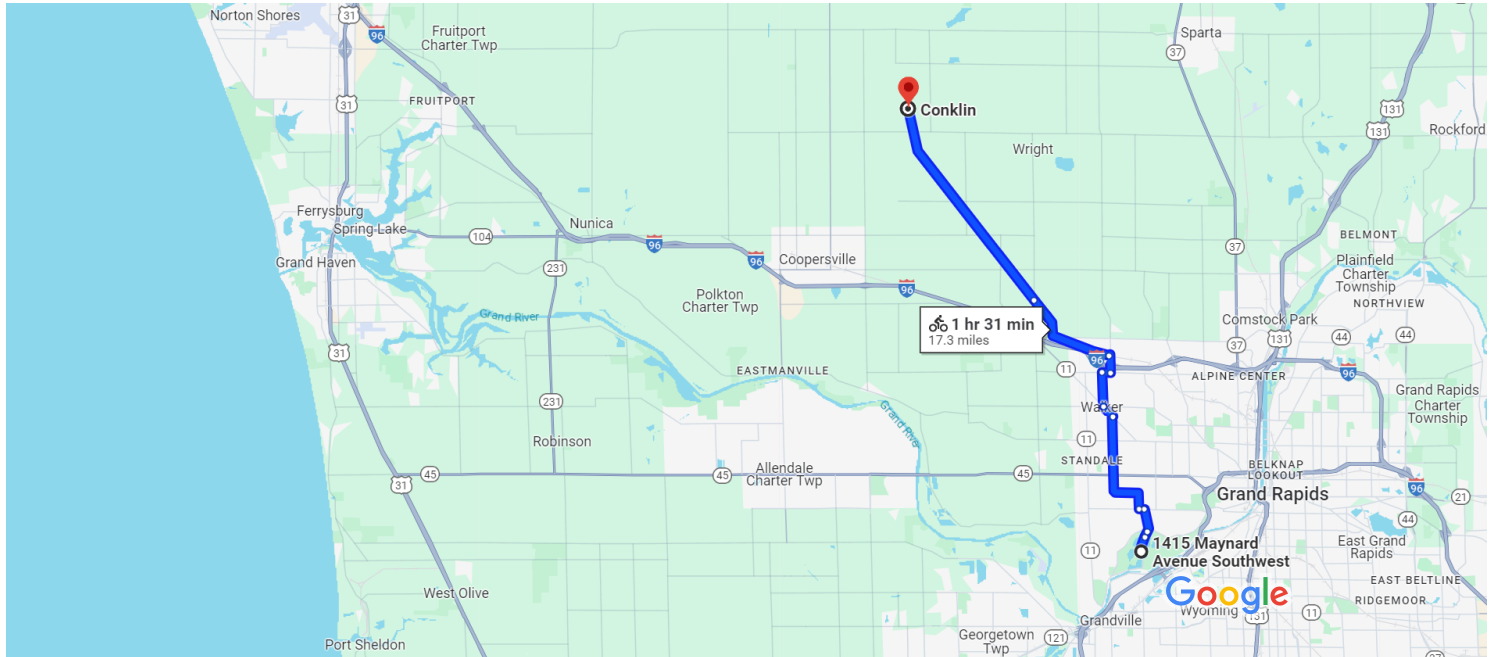 Norton Shores
31
96
Fruitport
Charter Twp
Sparta
37
FRUITPORT
31
Conklin
131
131
Rockford
Wright
Ferrysburg
Spring Lake
104
Nunica
96
96
Coopersville
37
BELMONT
Plainfield
Charter
Township
Grand Haven
231
96
Polkton
Charter Twp
NORTHVIEW
Grand River
1 hr 31 min
17.3 miles
Comstock Park
131
44
44
31
37
96
11
EASTMANVILLE
ALPINE CENTER
96
Grand Rapids
Charter
Township
231
Grand River
Walker
Robinson
11
STANDALE
45
45
Allendale
Charter Twp
45
BELKNAP
LOOKOUT
31
Grand Rapids
96
21
44
11
1415 Maynard
Avenue Southwest
East Grand
Rapids
West Olive
Google
EAST BELTLINE
RIDGEMOOR
Wyoming
131
11
Port Sheldon
Georgetown
Twp
121
Grandville
37